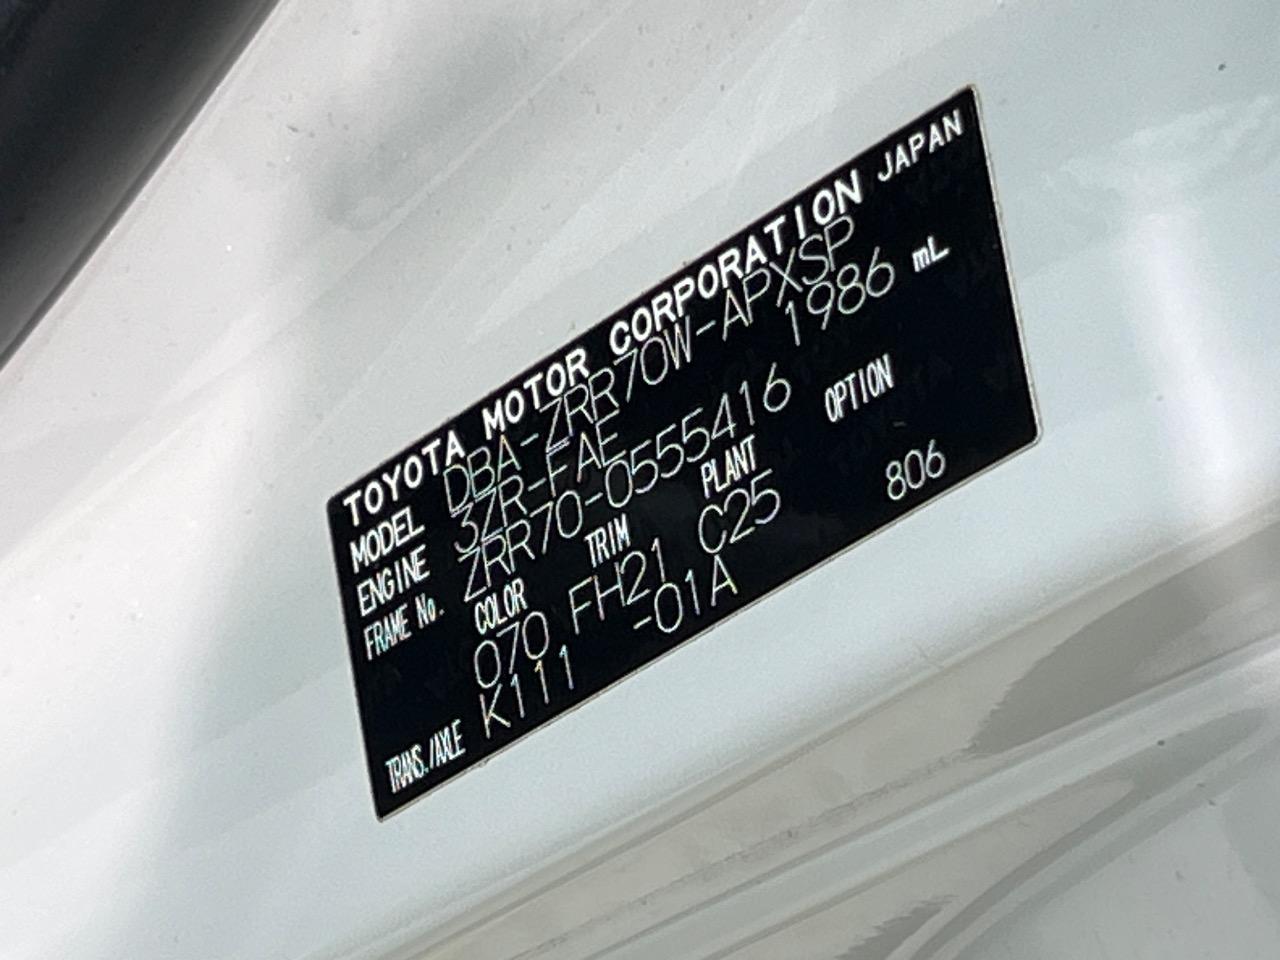 TOYOTA MOTOR CORPORATION JAPAN
MODEL DBA-ZRR70W-APXSP
ENGINE 3ZR-FAE 1986 mL
FRAME No. ZRR70-0555416
COLOR TRIM PLANT OPTION
070 FH21 C25 806
TRANS./AXLE K111 -01A